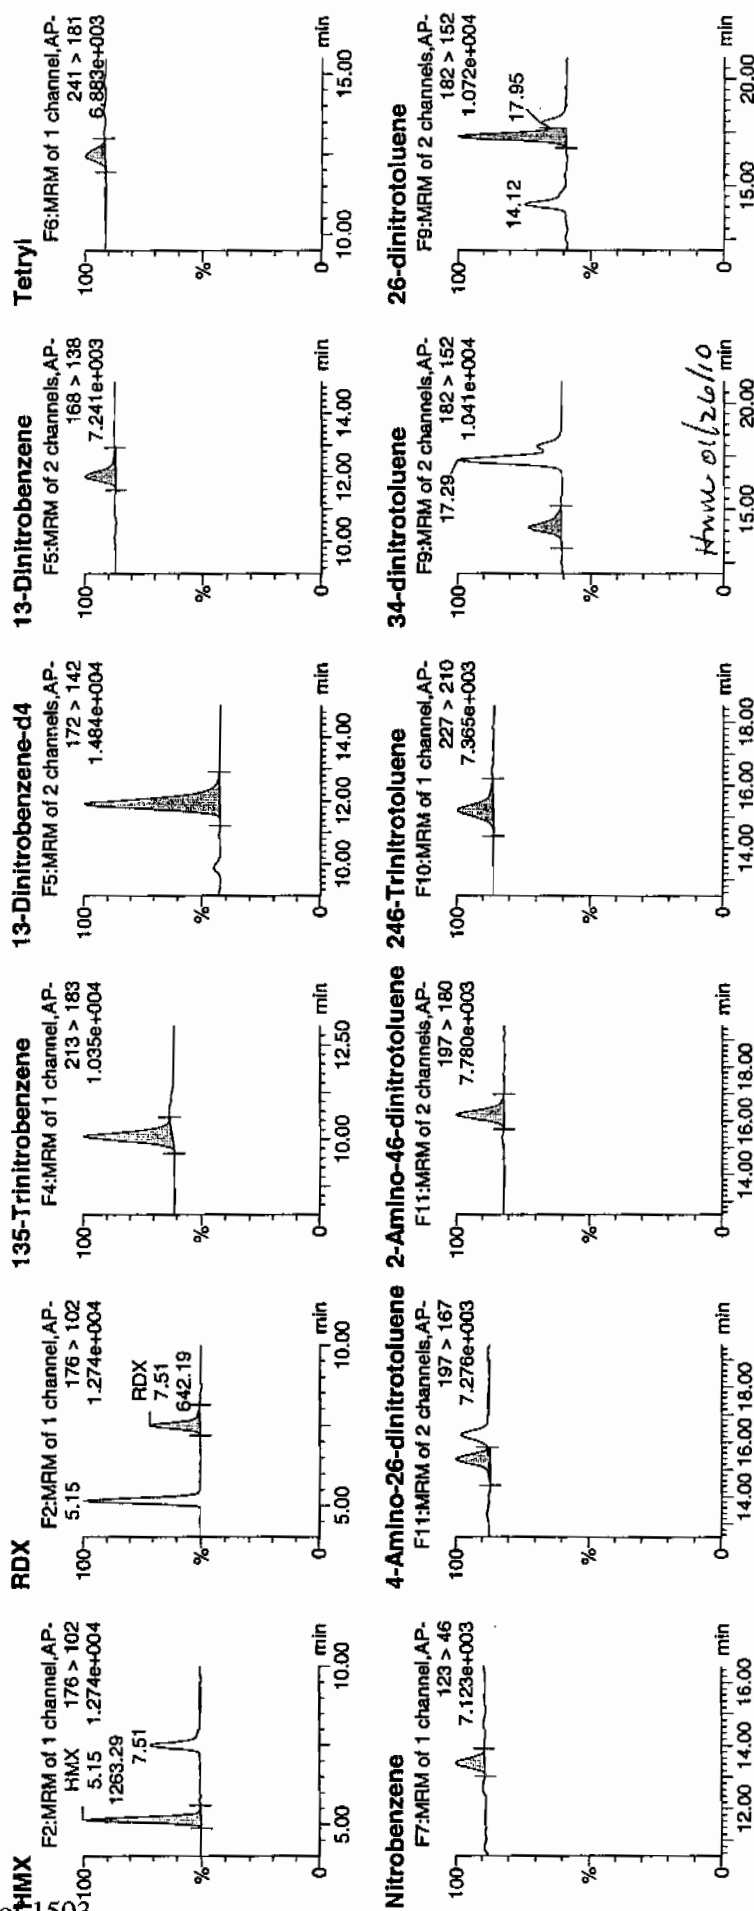 HMX
F2:MRM of 1 channel,AP-
176 > 102
1.274e+004
HMX
5.15
1263.29
7.51
100
%
0
5.00 10.00 min
RDX
F2:MRM of 1 channel,AP-
176 > 102
1.274e+004
5.15
RDX
7.51
642.19
100
%
0
5.00 10.00 min
135-Trinitrobenzene
F4:MRM of 1 channel,AP-
213 > 183
1.035e+004
100
%
0
10.00 12.50 min
13-Dinitrobenzene-d4
F5:MRM of 2 channels,AP-
172 > 142
1.484e+004
100
%
0
10.00 12.00 14.00 min
13-Dinitrobenzene
F5:MRM of 2 channels,AP-
168 > 138
7.241e+003
100
%
0
10.00 12.00 14.00 min
Tetryl
F6:MRM of 1 channel,AP-
241 > 181
6.883e+003
100
%
0
10.00 15.00 min
Nitrobenzene
F7:MRM of 1 channel,AP-
123 > 46
7.123e+003
100
%
0
12.00 14.00 16.00 min
4-Amino-26-dinitrotoluene
F11:MRM of 2 channels,AP-
197 > 167
7.276e+003
100
%
0
14.00 16.00 18.00 min
2-Amino-46-dinitrotoluene
F11:MRM of 2 channels,AP-
197 > 180
7.780e+003
100
%
0
14.00 16.00 18.00 min
246-Trinitrotoluene
F10:MRM of 1 channel,AP-
227 > 210
7.365e+003
100
%
0
14.00 16.00 18.00 min
34-dinitrotoluene
F9:MRM of 2 channels,AP-
182 > 152
1.041e+004
17.29
100
%
0
15.00 20.00 min
26-dinitrotoluene
F9:MRM of 2 channels,AP-
182 > 152
1.072e+004
14.12
17.95
100
%
0
15.00 20.00 min
01/26/10
1503